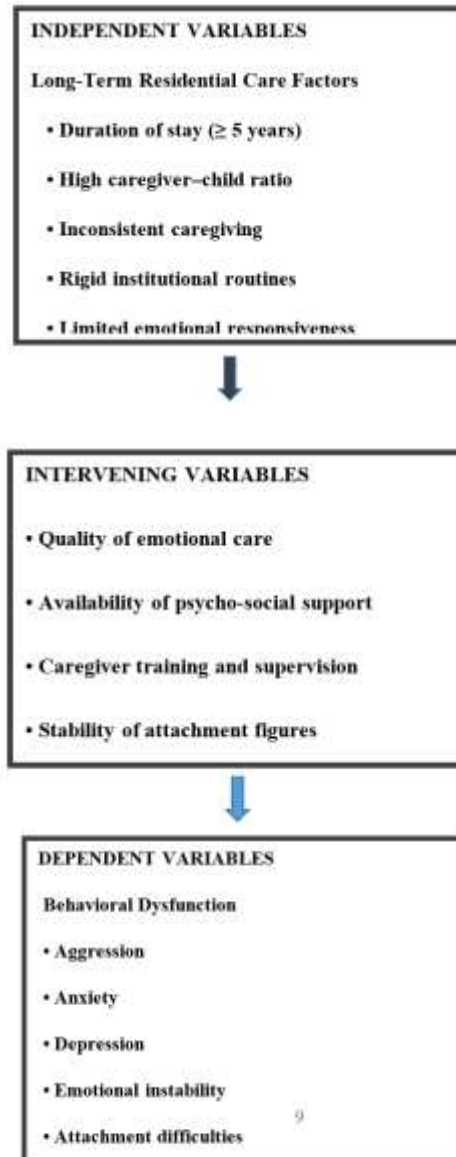 INDEPENDENT VARIABLES
Long-Term Residential Care Factors
• Duration of stay (≥ 5 years)
• High caregiver–child ratio
• Inconsistent caregiving
• Rigid institutional routines
• Limited emotional responsiveness
INTERVENING VARIABLES
• Quality of emotional care
• Availability of psycho-social support
• Caregiver training and supervision
• Stability of attachment figures
DEPENDENT VARIABLES
Behavioral Dysfunction
• Aggression
• Anxiety
• Depression
• Emotional instability
9
• Attachment difficulties